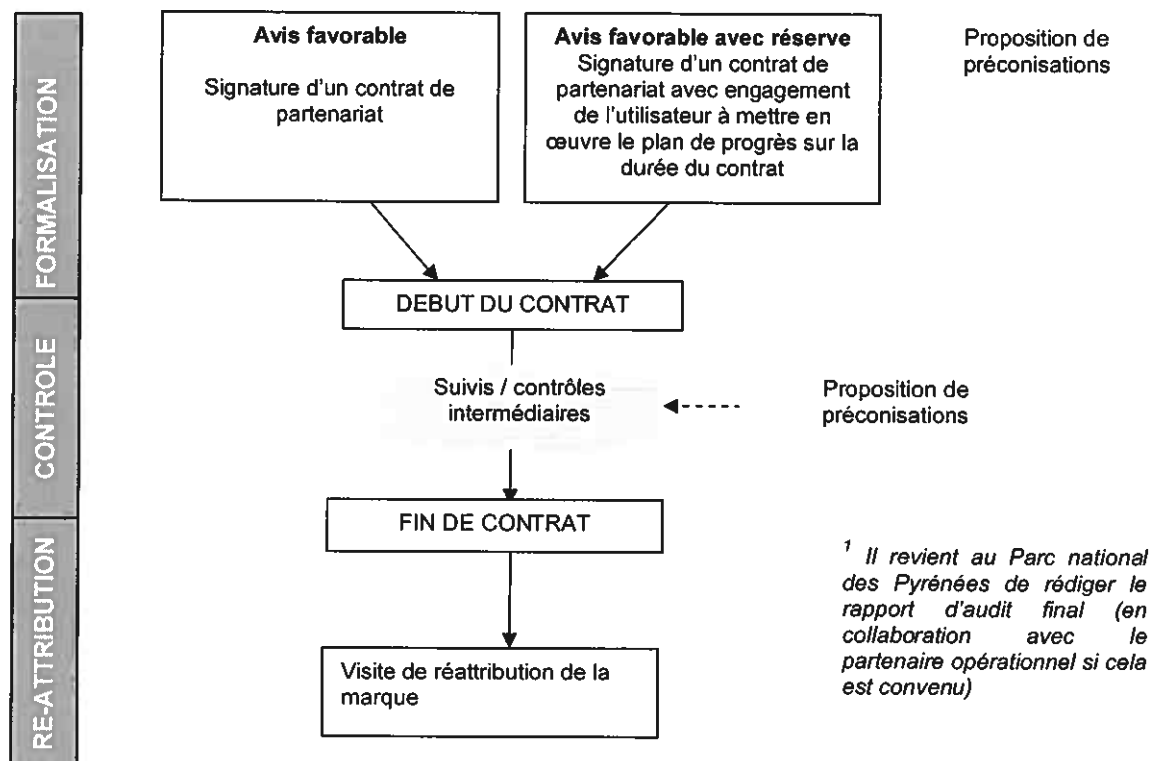 FORMALISATION
Avis favorable
Signature d'un contrat de
partenariat
Avis favorable avec réserve
Signature d'un contrat de
partenariat avec engagement
de l'utilisateur à mettre en
œuvre le plan de progrès sur la
durée du contrat
Proposition de
préconisations
DEBUT DU CONTRAT
CONTROLE
Suivis / contrôles
intermédiaires
Proposition de
préconisations
FIN DE CONTRAT
RE-ATTRIBUTION
Visite de réattribution de la
marque
1 Il revient au Parc national
des Pyrénées de rédiger le
rapport d'audit final (en
collaboration avec le
partenaire opérationnel si cela
est convenu)